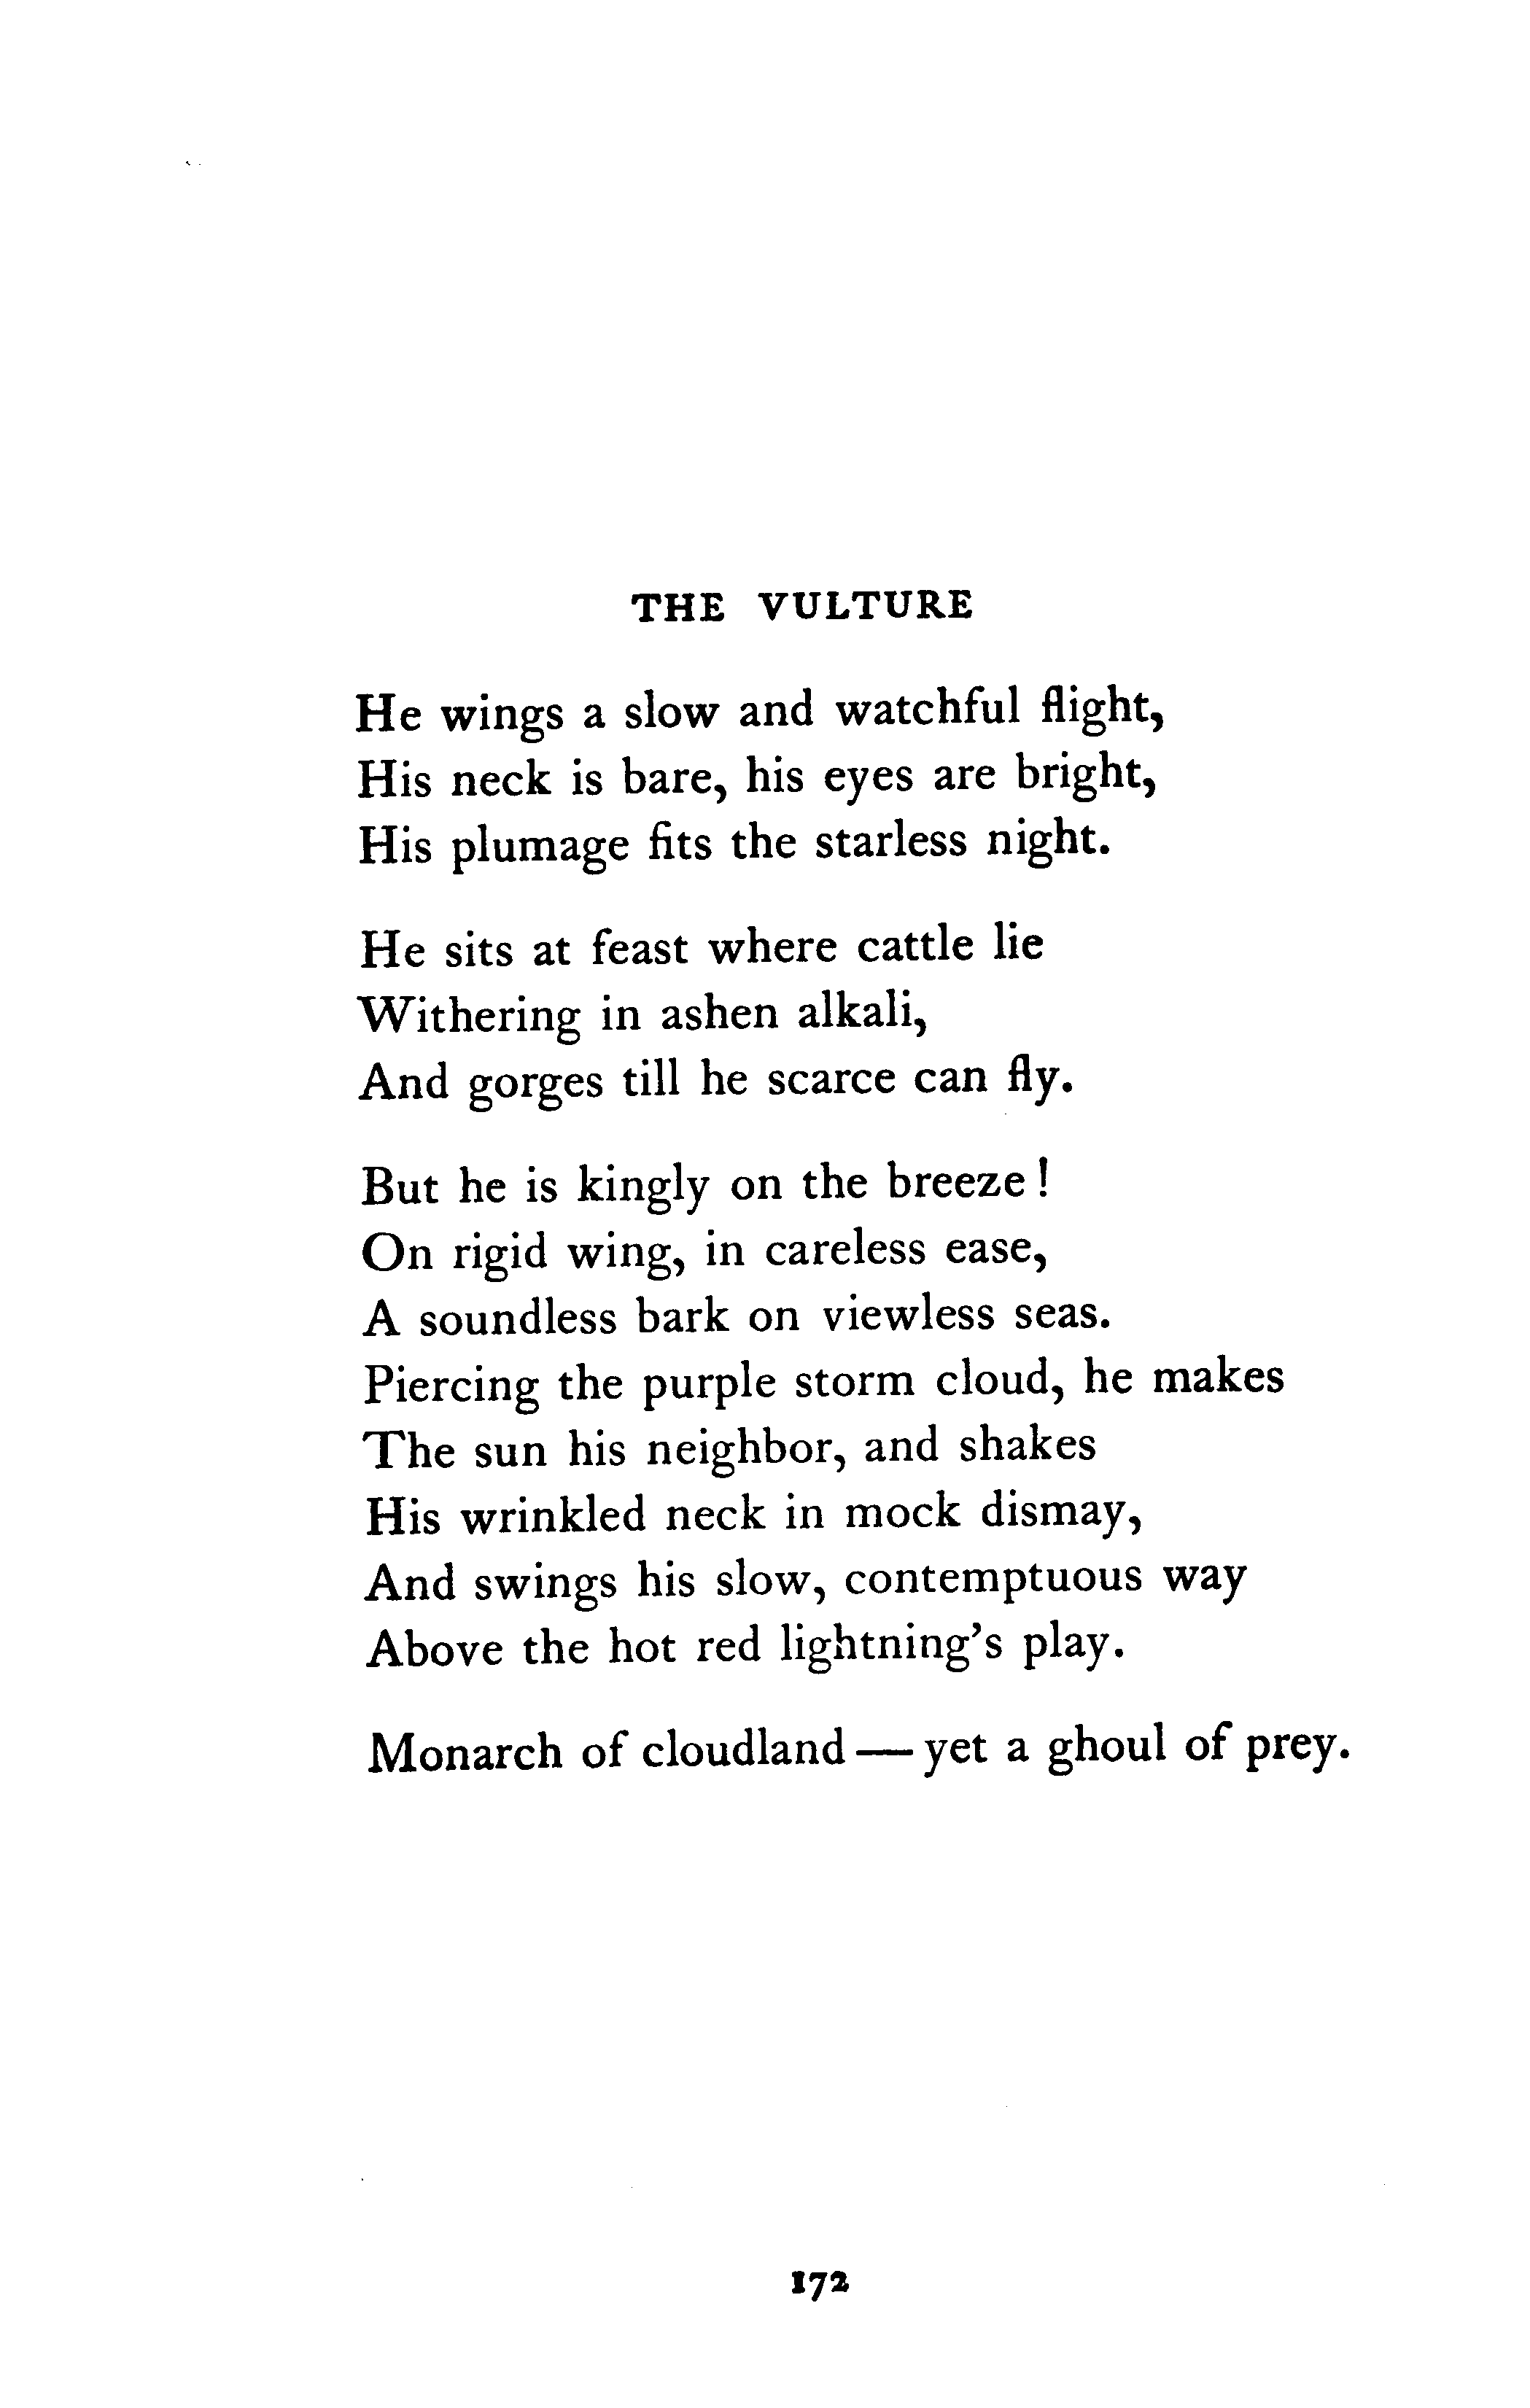 THE VULTURE
He wings a slow and watchful flight,
His neck is bare, his eyes are bright,
His plumage fits the starless night.
He sits at feast where cattle lie
Withering in ashen alkali,
And gorges till he scarce can fly.
But he is kingly on the breeze!
On rigid wing, in careless ease,
A soundless bark on viewless seas.
Piercing the purple storm cloud, he makes
The sun his neighbor, and shakes
His wrinkled neck in mock dismay,
And swings his slow, contemptuous way
Above the hot red lightning's play.
Monarch of cloudland — yet a ghoul of prey.
172